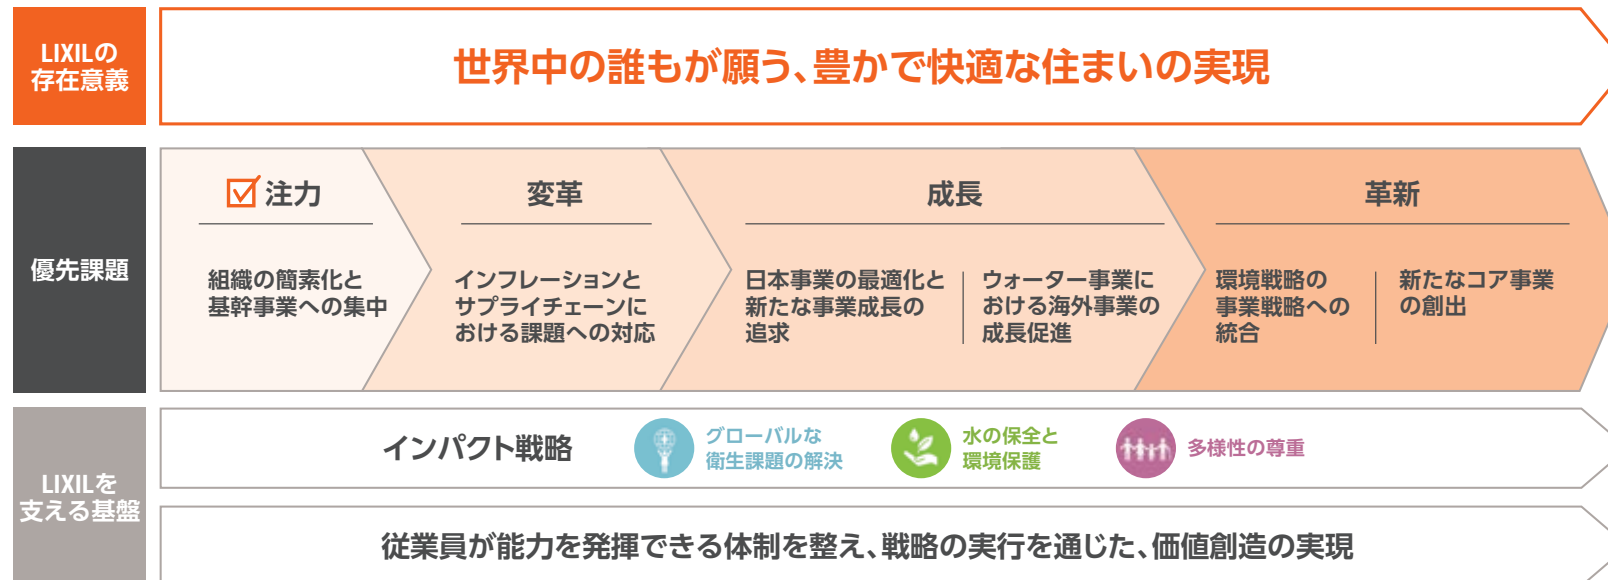 LIXILの
存在意義
世界中の誰もが願う、豊かで快適な住まいの実現
優先課題
注力
組織の簡素化と
基幹事業への集中
変革
インフレーションと
サプライチェーンに
おける課題への対応
成長
日本事業の最適化と
新たな事業成長の
追求
ウォーター事業に
おける海外事業の
成長促進
革新
環境戦略の
事業戦略への
統合
新たなコア事業
の創出
LIXILを
支える基盤
インパクト戦略
グローバルな
衛生課題の解決
水の保全と
環境保護
多様性の尊重
従業員が能力を発揮できる体制を整え、戦略の実行を通じた、価値創造の実現